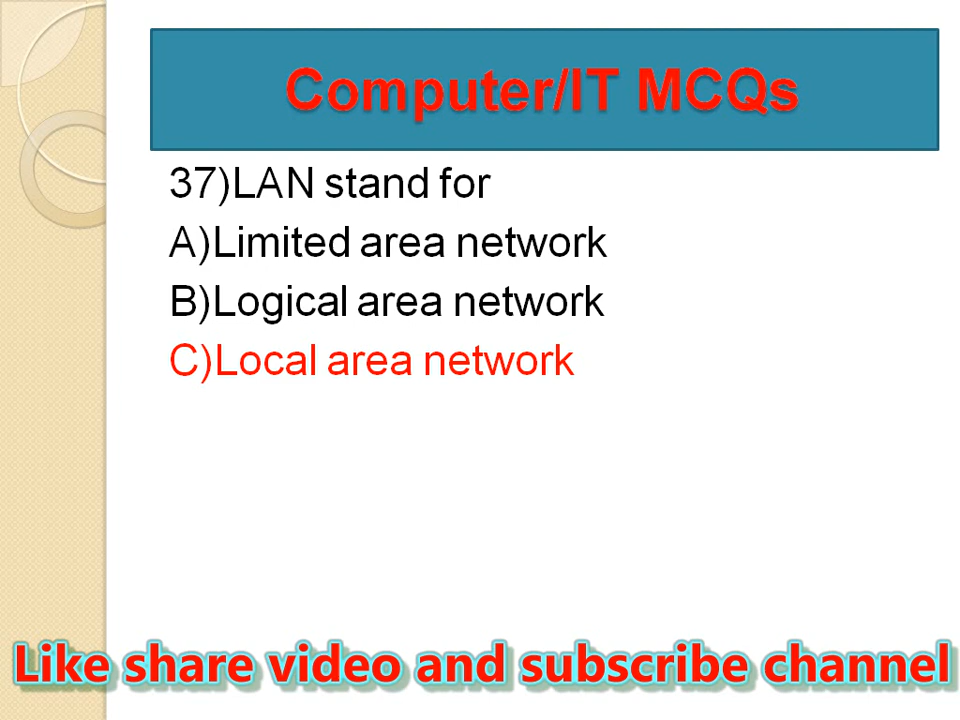 Computer/IT MCQs
37)LAN stand for
A)Limited area network
B)Logical area network
C)Local area network
Like share video and subscribe channel